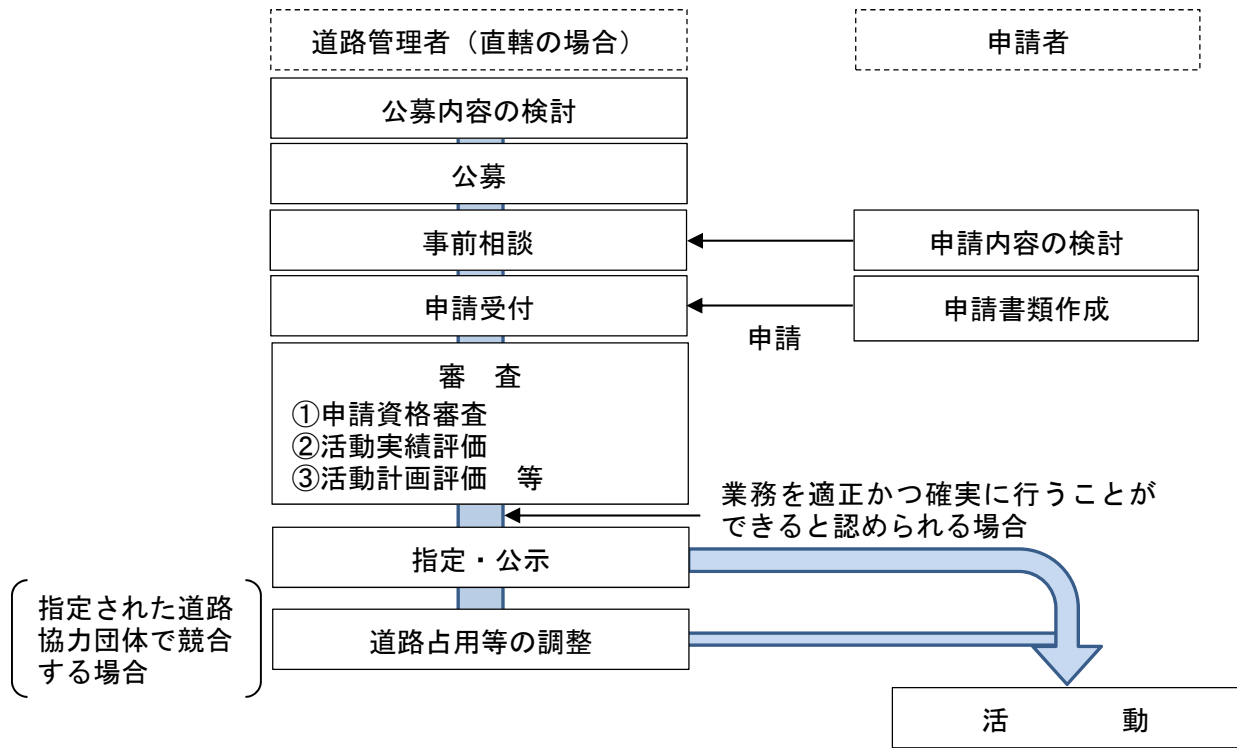 道路管理者（直轄の場合）
申請者
公募内容の検討
公募
事前相談
申請内容の検討
申請受付
申請書類作成
申請
審　査
①申請資格審査
②活動実績評価
③活動計画評価　等
業務を適正かつ確実に行うことが
できると認められる場合
指定・公示
指定された道路
協力団体で競合
する場合
道路占用等の調整
活　　　動